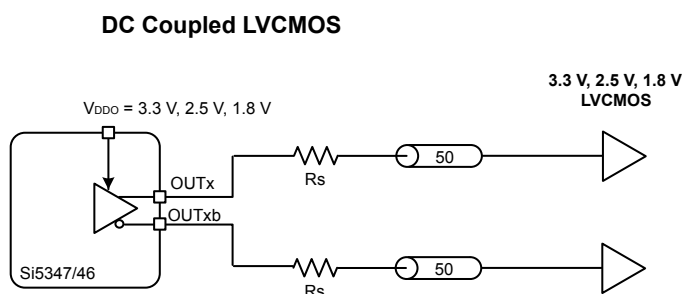 DC Coupled LVCMOS
3.3 V, 2.5 V, 1.8 V
LVCMOS
VDDO = 3.3 V, 2.5 V, 1.8 V
OUTx
Rs
50
OUTxb
Si5347/46
Rs
50